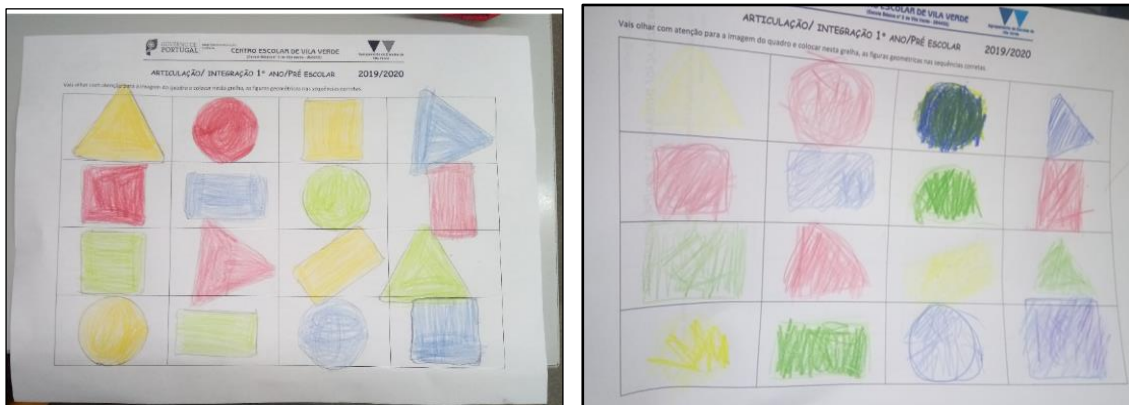 GOVERNO DE
PORTUGAL
CENTRO ESCOLAR DE VILA VERDE
ARTICULAÇÃO/ INTEGRAÇÃO 1º ANO/PRÉ ESCOLAR 2019/2020
Vais olhar com atenção para a imagem do quadro e colocar nesta grelha, as figuras geométricas nas sequências corretas.
ESCOLAR DE VILA VERDE
ARTICULAÇÃO/ INTEGRAÇÃO 1º ANO/PRÉ ESCOLAR 2019/2020
Vais olhar com atenção para a imagem do quadro e colocar nesta grelha, as figuras geométricas nas sequências corretas.